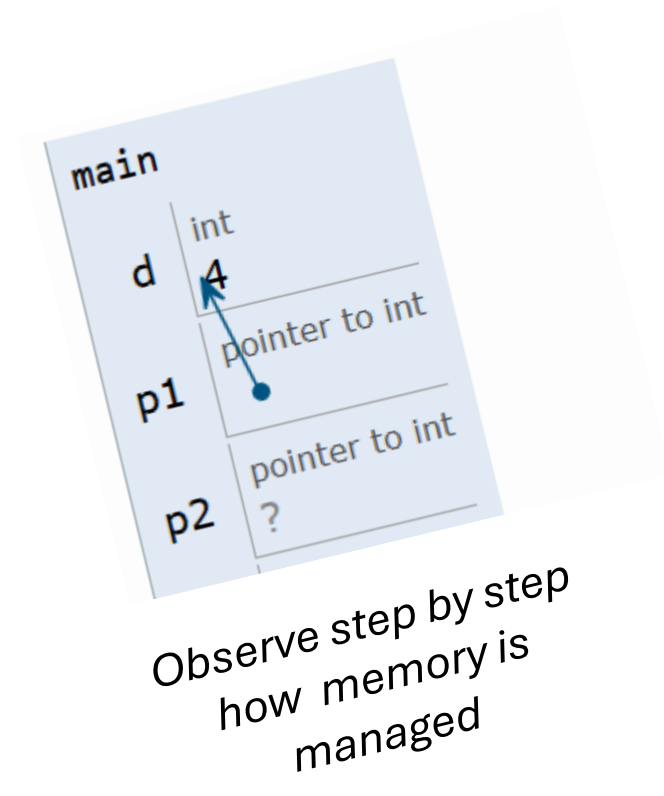 main
int
d
4
pointer to int
p1
pointer to int
p2
?
Observe step by step
how memory is
managed